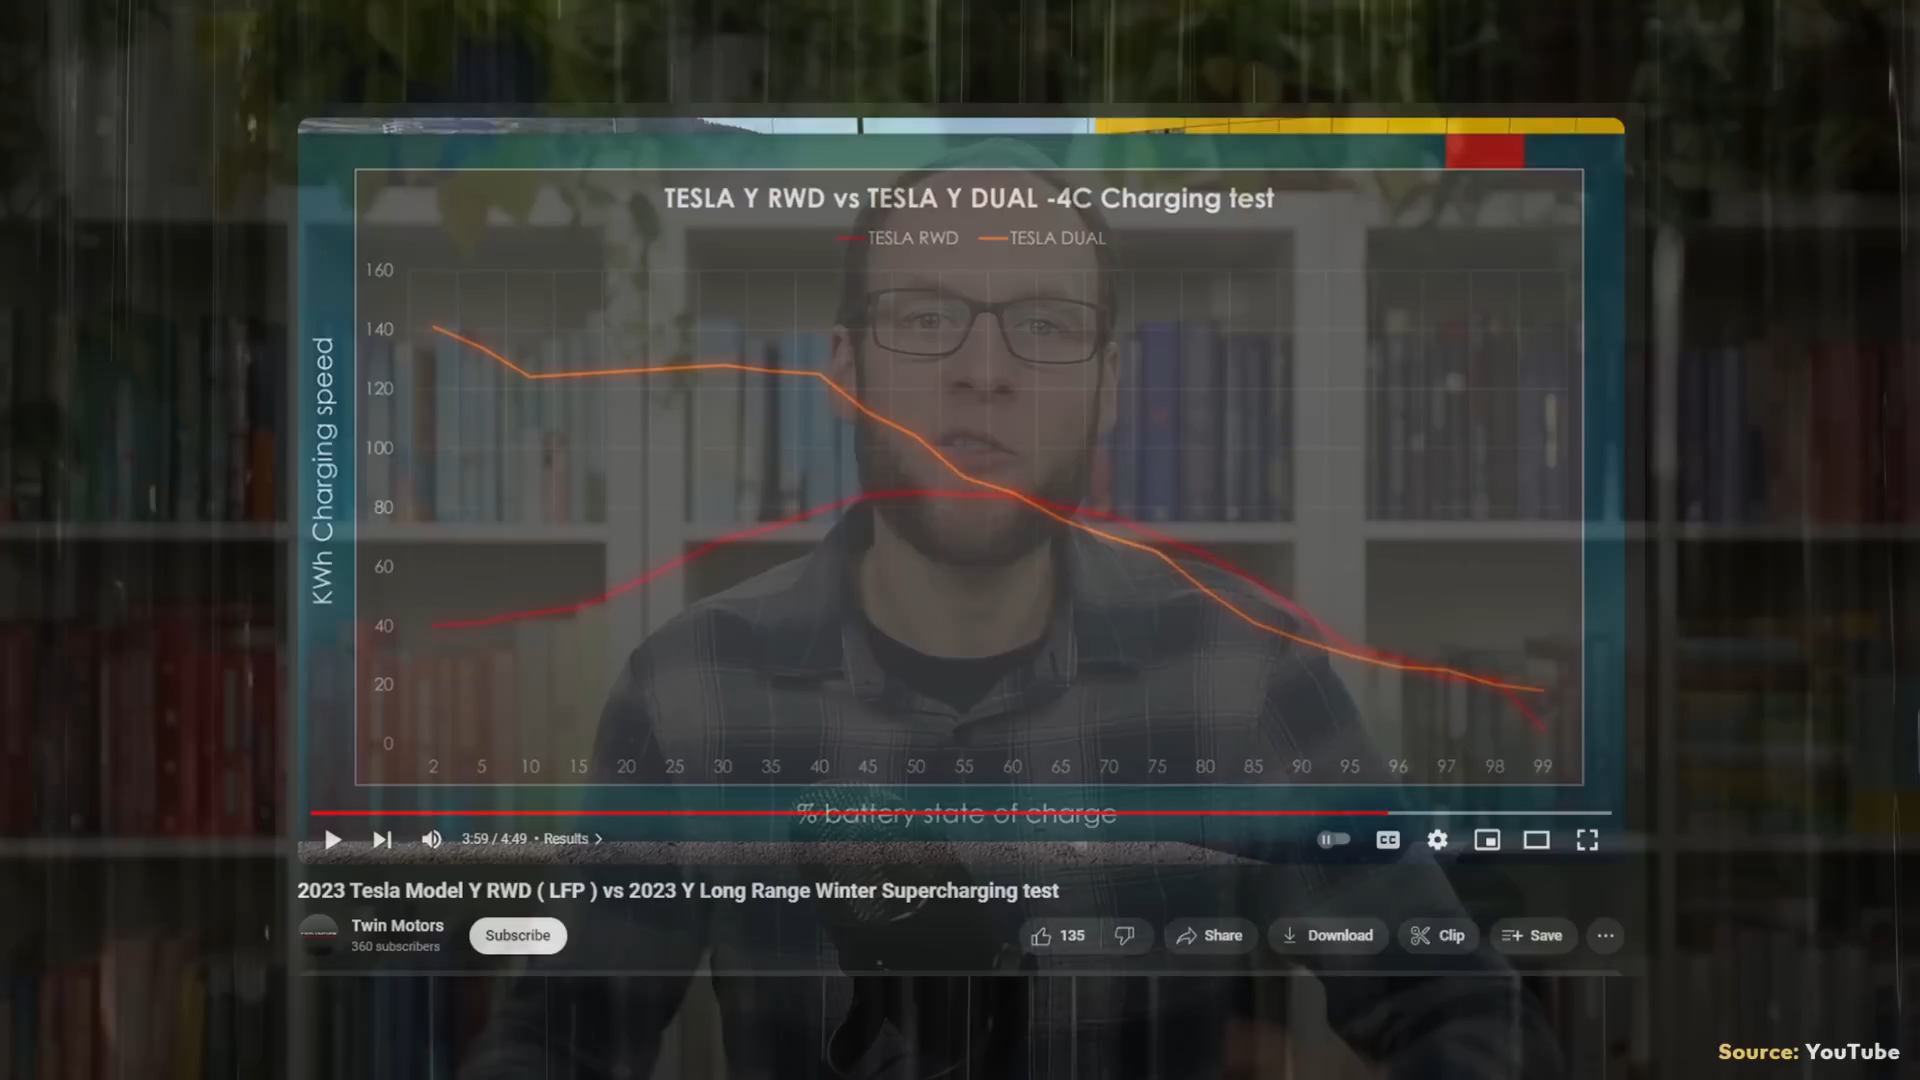 TESLA Y RWD vs TESLA Y DUAL -4C Charging test
TESLA RWD TESLA DUAL
KWh Charging speed
160
140
120
100
80
60
40
20
0
2 5 10 15 20 25 30 35 40 45 50 55 60 65 70 75 80 85 90 95 96 97 98 99
% battery state of charge
3:59 / 4:49 • Results >
CC
2023 Tesla Model Y RWD ( LFP ) vs 2023 Y Long Range Winter Supercharging test
Twin Motors
360 subscribers
Subscribe
135
Share
Download
Clip
Save
Source: YouTube